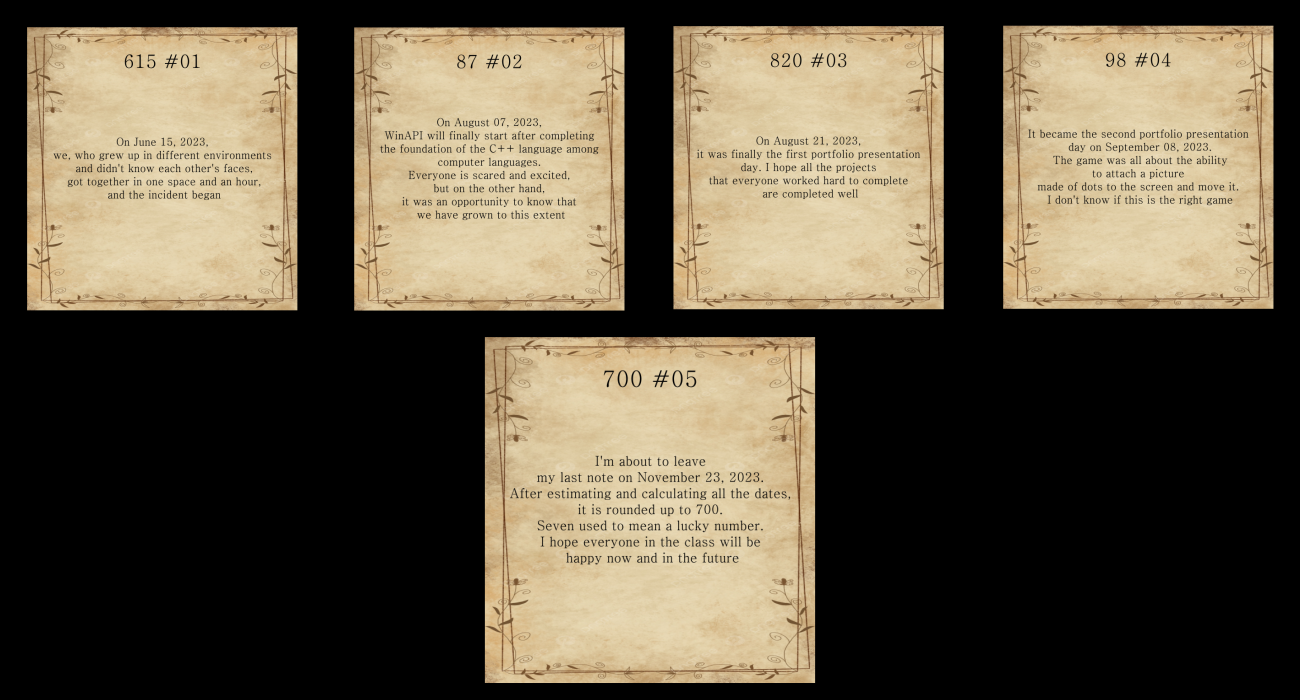 615 #01
On June 15, 2023,
we, who grew up in different environments
and didn't know each other's faces,
got together in one space and an hour,
and the incident began
87 #02
On August 07, 2023,
WinAPI will finally start after completing
the foundation of the C++ language among
computer languages.
Everyone is scared and excited,
but on the other hand,
it was an opportunity to know that
we have grown to this extent
820 #03
On August 21, 2023,
it was finally the first portfolio presentation
day. I hope all the projects
that everyone worked hard to complete
are completed well
98 #04
It became the second portfolio presentation
day on September 08, 2023.
The game was all about the ability
to attach a picture
made of dots to the screen and move it.
I don't know if this is the right game
700 #05
I'm about to leave
my last note on November 23, 2023.
After estimating and calculating all the dates,
it is rounded up to 700.
Seven used to mean a lucky number.
I hope everyone in the class will be
happy now and in the future